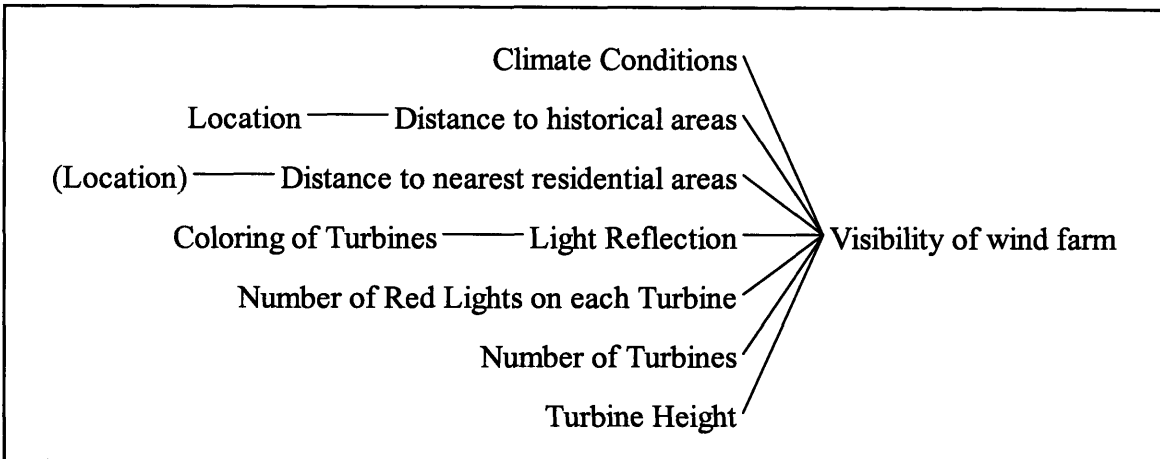 Climate Conditions
Location Distance to historical areas
(Location) Distance to nearest residential areas
Coloring of Turbines Light Reflection Visibility of wind farm
Number of Red Lights on each Turbine
Number of Turbines
Turbine Height